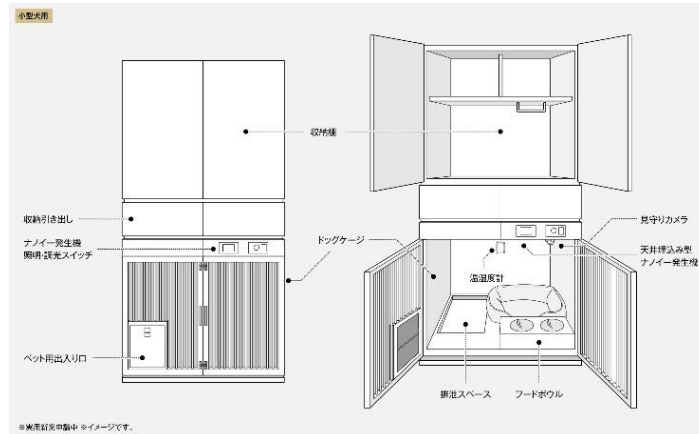 小型犬用
収納棚
収納引き出し
ナノイー発生機
照明・調光スイッチ
ペット用出入り口
ドッグケージ
温湿度計
見守りカメラ
天井埋込み型
ナノイー発生機
排泄スペース
フードボウル
※実用新案申請中 ※イメージです。